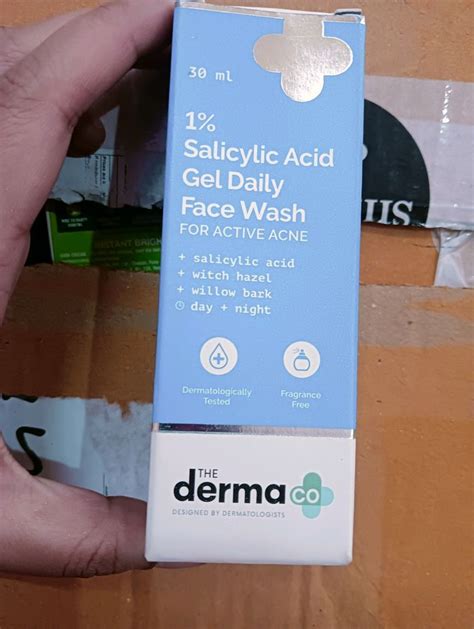 30 ml
1%
Salicylic Acid
Gel Daily
Face Wash
FOR ACTIVE ACNE
+ salicylic acid
+ witch hazel
+ willow bark
day + night
Dermatologically
Tested
Fragrance
Free
THE
derma co
DESIGNED BY DERMATOLOGISTS